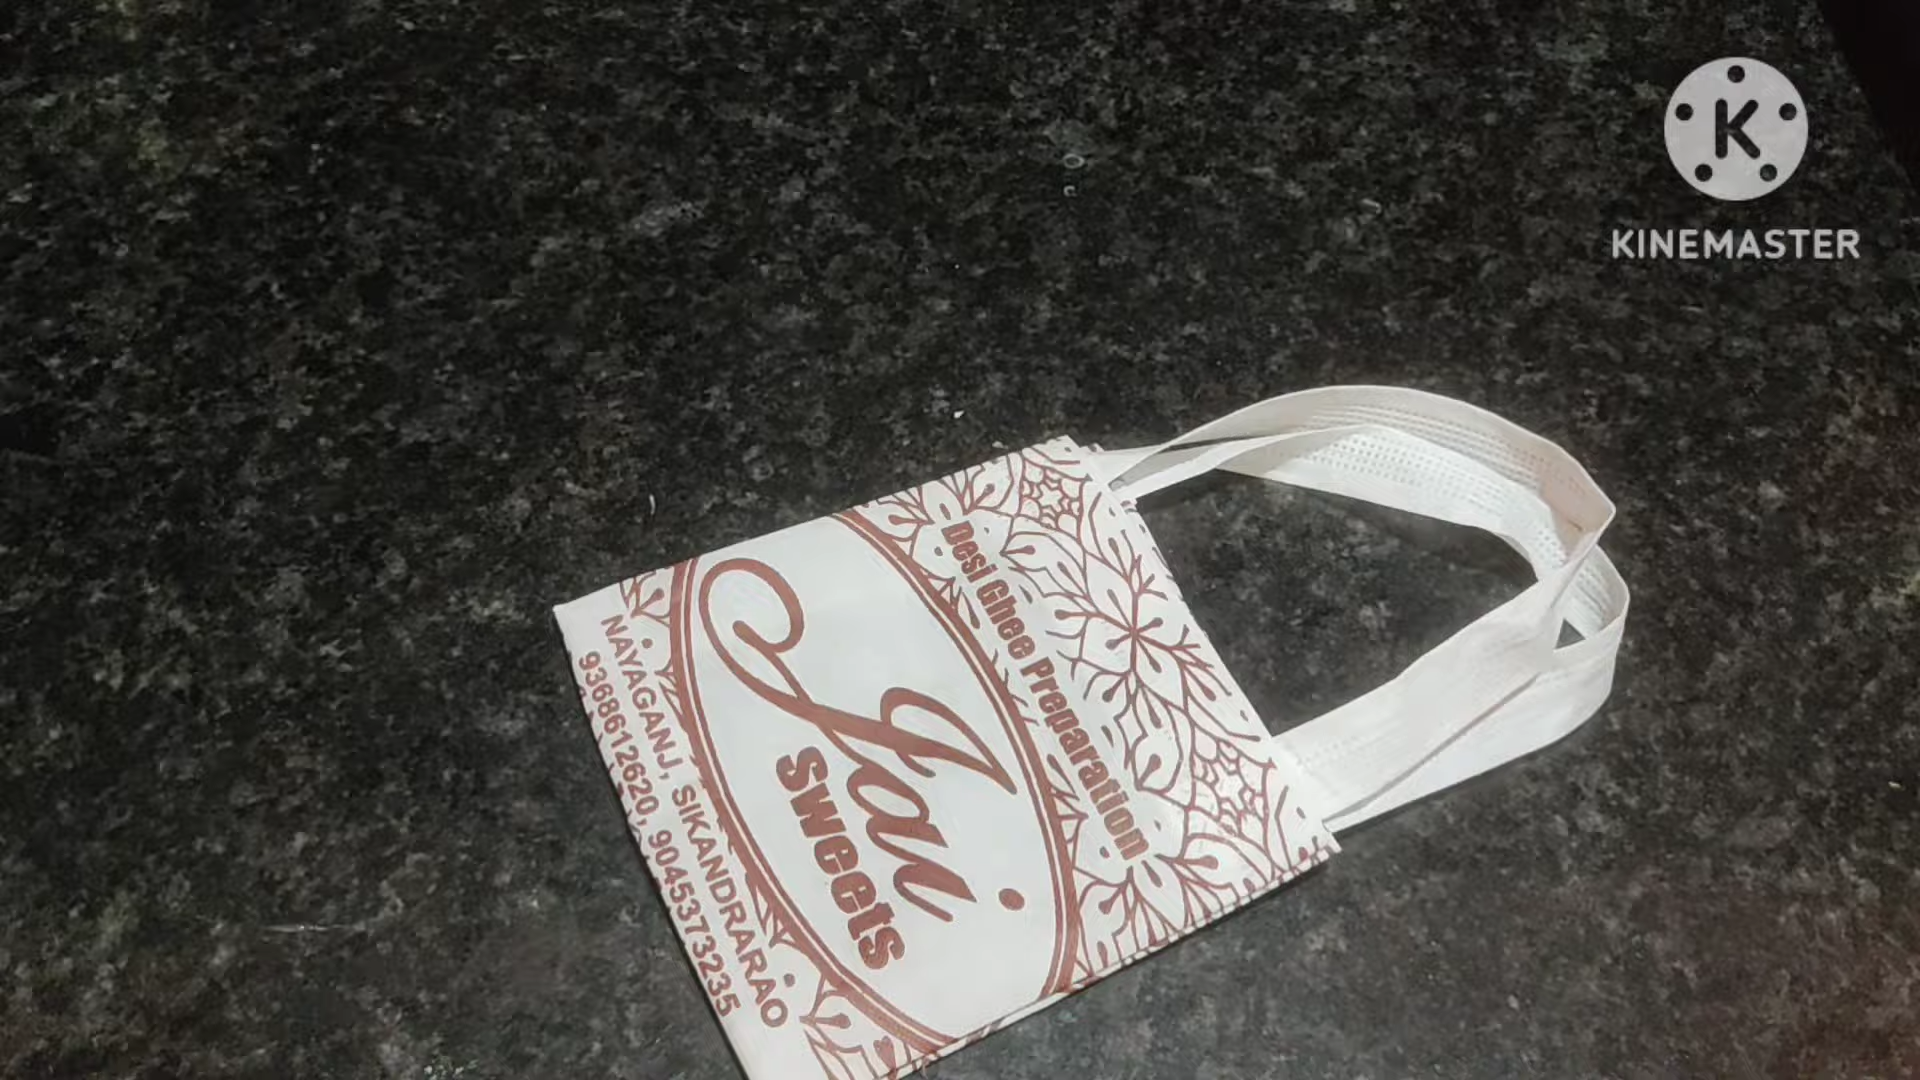 K
KINEMASTER
Desi Ghee Preparation
Jai
Sweets
NAYAGANJ, SIKANDRARAO
9368612620, 9045373235